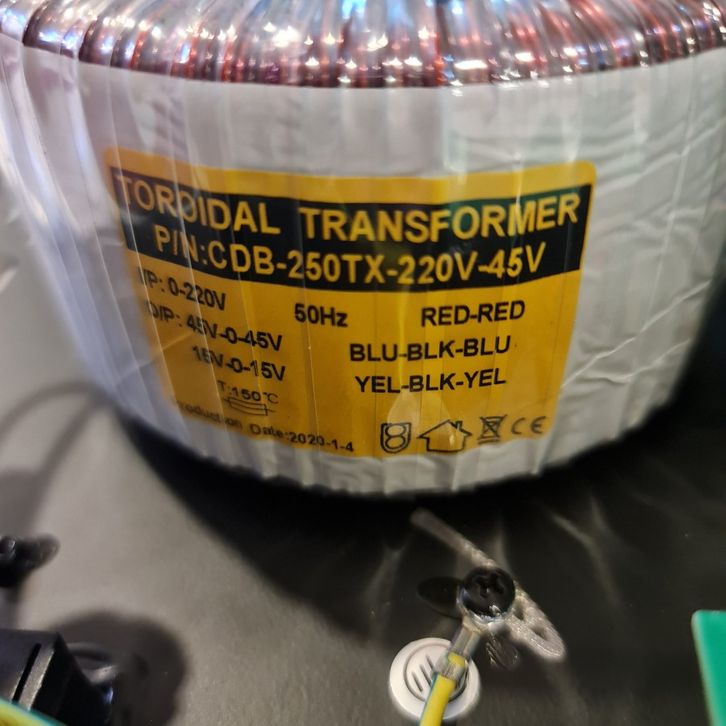 TOROIDAL TRANSFORMER
P/N:CDB-250TX-220V-45V
I/P: 0-220V 50Hz RED-RED
O/P: 45V-0-45V BLU-BLK-BLU
15V-0-15V YEL-BLK-YEL
T:150℃
Production Date:2020-1-4
CE